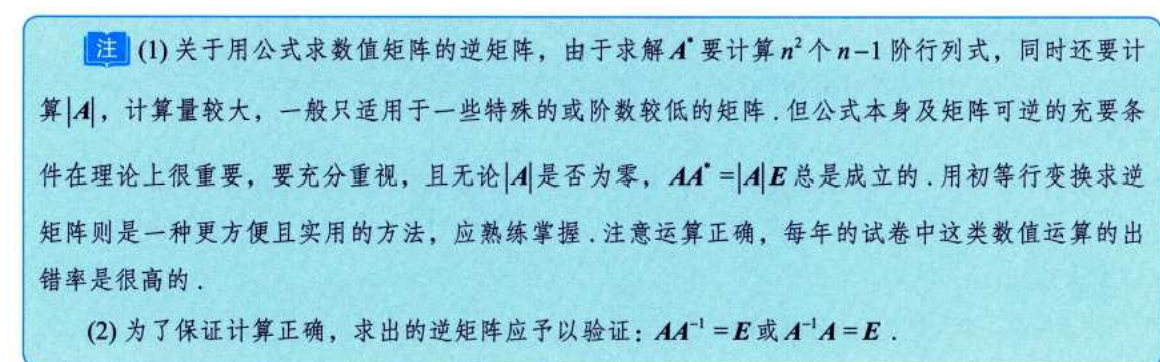 注 (1) 关于用公式求数值矩阵的逆矩阵，由于求解 A* 要计算 n² 个 n−1 阶行列式，同时还要计
算|A|，计算量较大，一般只适用于一些特殊的或阶数较低的矩阵．但公式本身及矩阵可逆的充要条
件在理论上很重要，要充分重视，且无论|A|是否为零，AA* =|A|E 总是成立的．用初等行变换求逆
矩阵则是一种更方便且实用的方法，应熟练掌握．注意运算正确，每年的试卷中这类数值运算的出
错率是很高的．
(2) 为了保证计算正确，求出的逆矩阵应予以验证：AA⁻¹ = E 或 A⁻¹A = E．